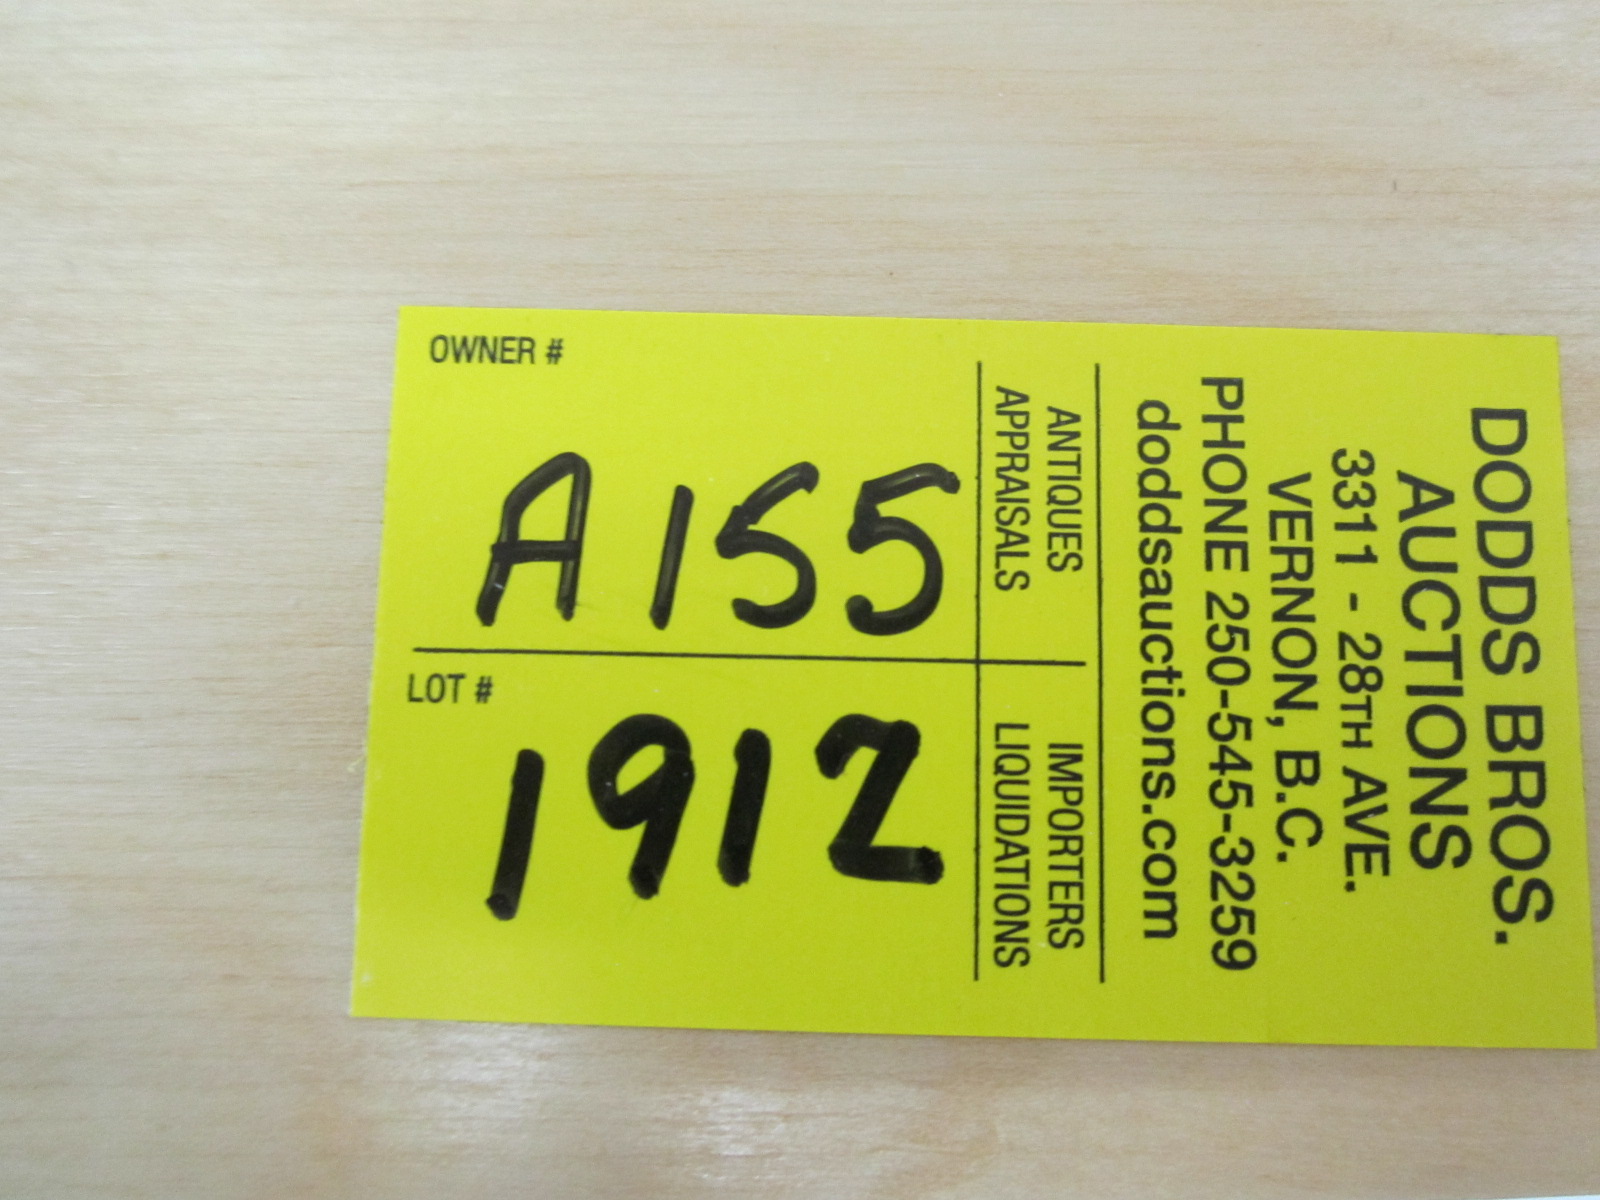 DODDS BROS.
AUCTIONS
3311 - 28TH AVE.
VERNON, B.C.
PHONE 250-545-3259
doddsauctions.com
ANTIQUES
APPRAISALS
IMPORTERS
LIQUIDATIONS
OWNER #
A155
LOT #
1912